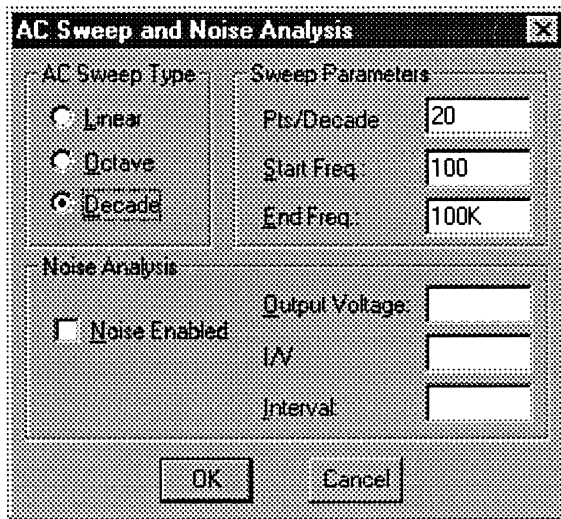 AC Sweep and Noise Analysis
AC Sweep Type
Linear
Octave
Decade
Sweep Parameters
Pts/Decade 20
Start Freq.: 100
End Freq.: 100K
Noise Analysis
Noise Enabled
Output Voltage:
I/V
Interval:
OK Cancel